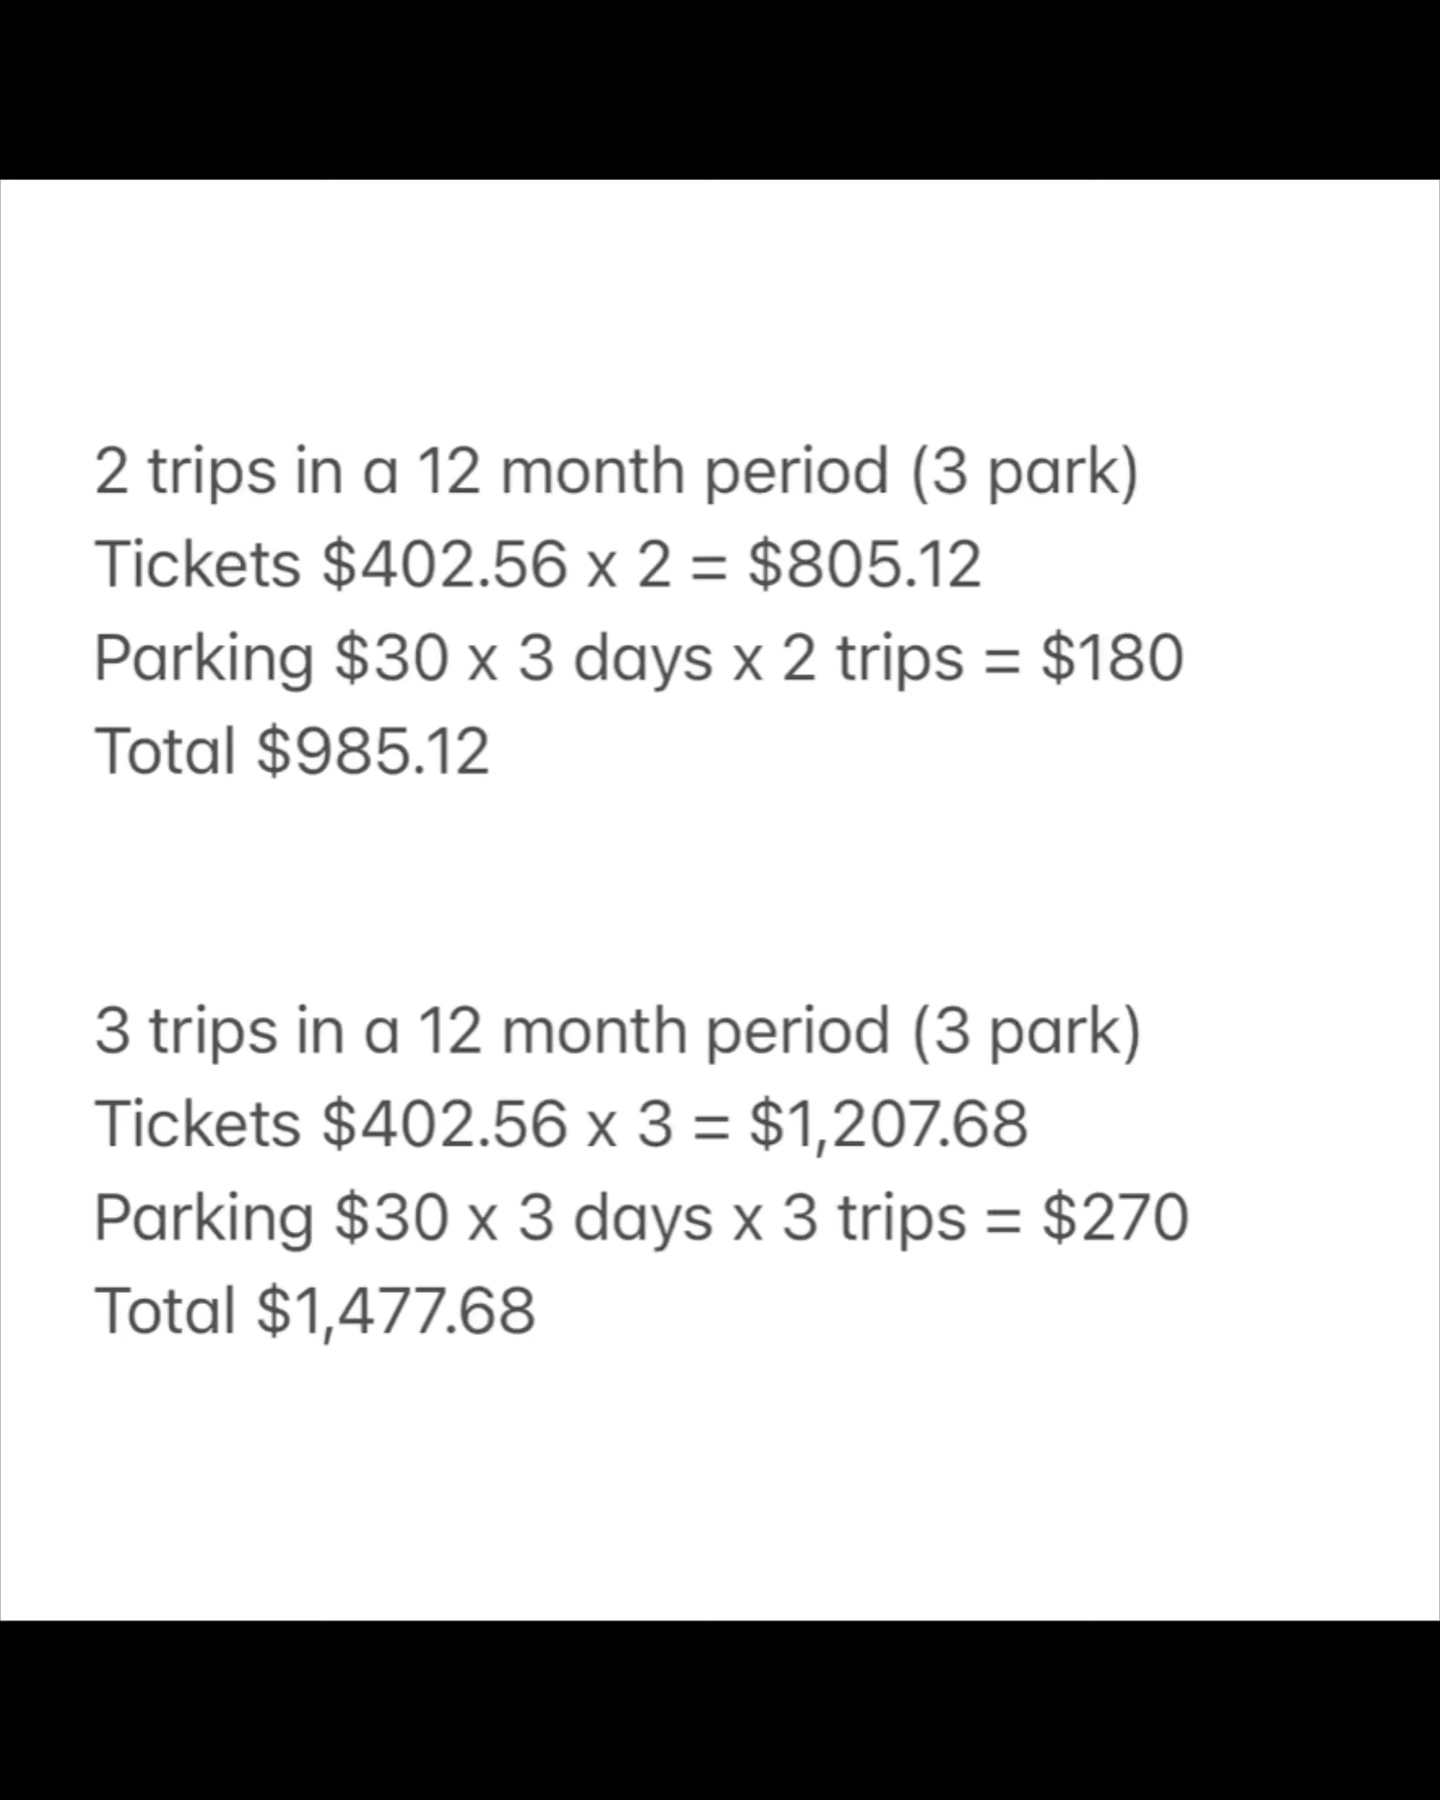 2 trips in a 12 month period (3 park)
Tickets $402.56 x 2 = $805.12
Parking $30 x 3 days x 2 trips = $180
Total $985.12
3 trips in a 12 month period (3 park)
Tickets $402.56 x 3 = $1,207.68
Parking $30 x 3 days x 3 trips = $270
Total $1,477.68